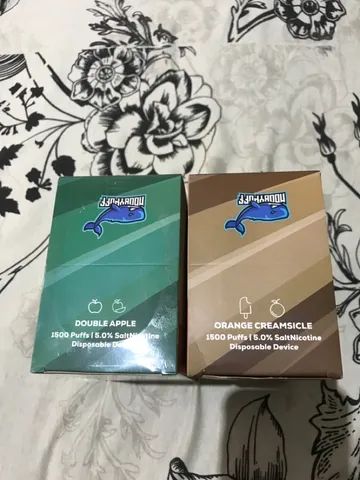 DOUBLE APPLE
1500 Puffs | 5.0% SaltNicotine
Disposable
ORANGE CREAMSICLE
1500 Puffs | 5.0% SaltNicotine
Disposable Device